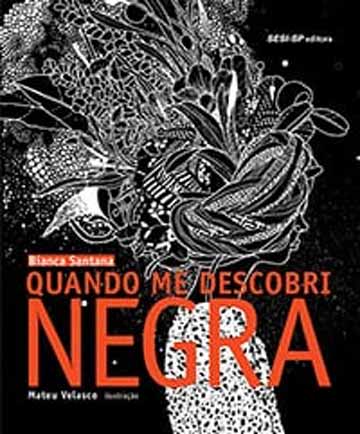 SESI-SP editora
Bianca Santana
QUANDO ME DESCOBRI
NEGRA
Mateu Velasco ilustração